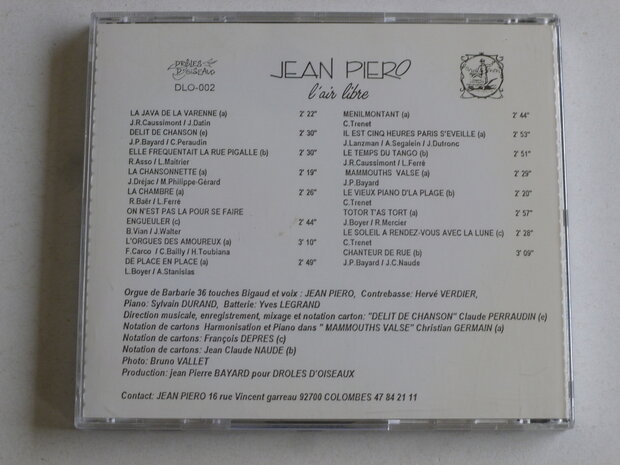 DRÔLES
D'OISEAUX
DLO-002
JEAN PIERO
l'air libre
LA JAVA DE LA VARENNE (a) 2' 22"
J.R.Caussimont / J.Datin
DELIT DE CHANSON (e) 2' 30"
J.P.Bayard / C.Peraudin
ELLE FREQUENTAIT LA RUE PIGALLE (b) 2' 30"
R.Asso / L.Maitrier
LA CHANSONNETTE (a) 2' 19"
J.Dréjac / M.Philippe-Gérard
LA CHAMBRE (a) 2' 26"
R.Baër / L.Ferré
ON N'EST PAS LA POUR SE FAIRE
ENGUEULER (c) 2' 44"
B.Vian / J.Walter
L'ORGUES DES AMOUREUX (a) 3' 10"
F.Carco / C.Bailly / H.Toubiana
DE PLACE EN PLACE (a) 2' 49"
L.Boyer / A.Stanislas
MENILMONTANT (a) 2' 44"
C.Trenet
IL EST CINQ HEURES PARIS S'EVEILLE (a) 2' 53"
J.Lanzman / A.Segalein / J.Dutronc
LE TEMPS DU TANGO (b) 2' 51"
J.R.Caussimont / L.Ferré
MAMMOUTHS VALSE (a) 2' 29"
J.P.Bayard
LE VIEUX PIANO D'LA PLAGE (b) 2' 20"
C.Trenet
TOTOR T'AS TORT (a) 2' 57"
J.Boyer / R.Mercier
LE SOLEIL A RENDEZ-VOUS AVEC LA LUNE (c) 2' 28"
C.Trenet
CHANTEUR DE RUE (b) 3' 09"
J.P.Bayard / J.C.Naude
Orgue de Barbarie 36 touches Bigaud et voix : JEAN PIERO, Contrebasse: Hervé VERDIER,
Piano: Sylvain DURAND, Batterie: Yves LEGRAND
Direction musicale, enregistrement, mixage et notation carton: "DELIT DE CHANSON" Claude PERRAUDIN (e)
Notation de cartons Harmonisation et Piano dans " MAMMOUTHS VALSE" Christian GERMAIN (a)
Notation de cartons: François DEPRES (c)
Notation de cartons: Jean Claude NAUDE (b)
Photo: Bruno VALLET
Production: jean Pierre BAYARD pour DROLES D'OISEAUX
Contact: JEAN PIERO 16 rue Vincent garreau 92700 COLOMBES 47 84 21 11